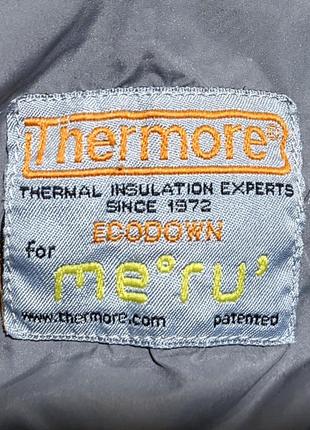 Thermore®
THERMAL INSULATION EXPERTS
SINCE 1972
ECODOWN
for me°ru'
www.thermore.com patented